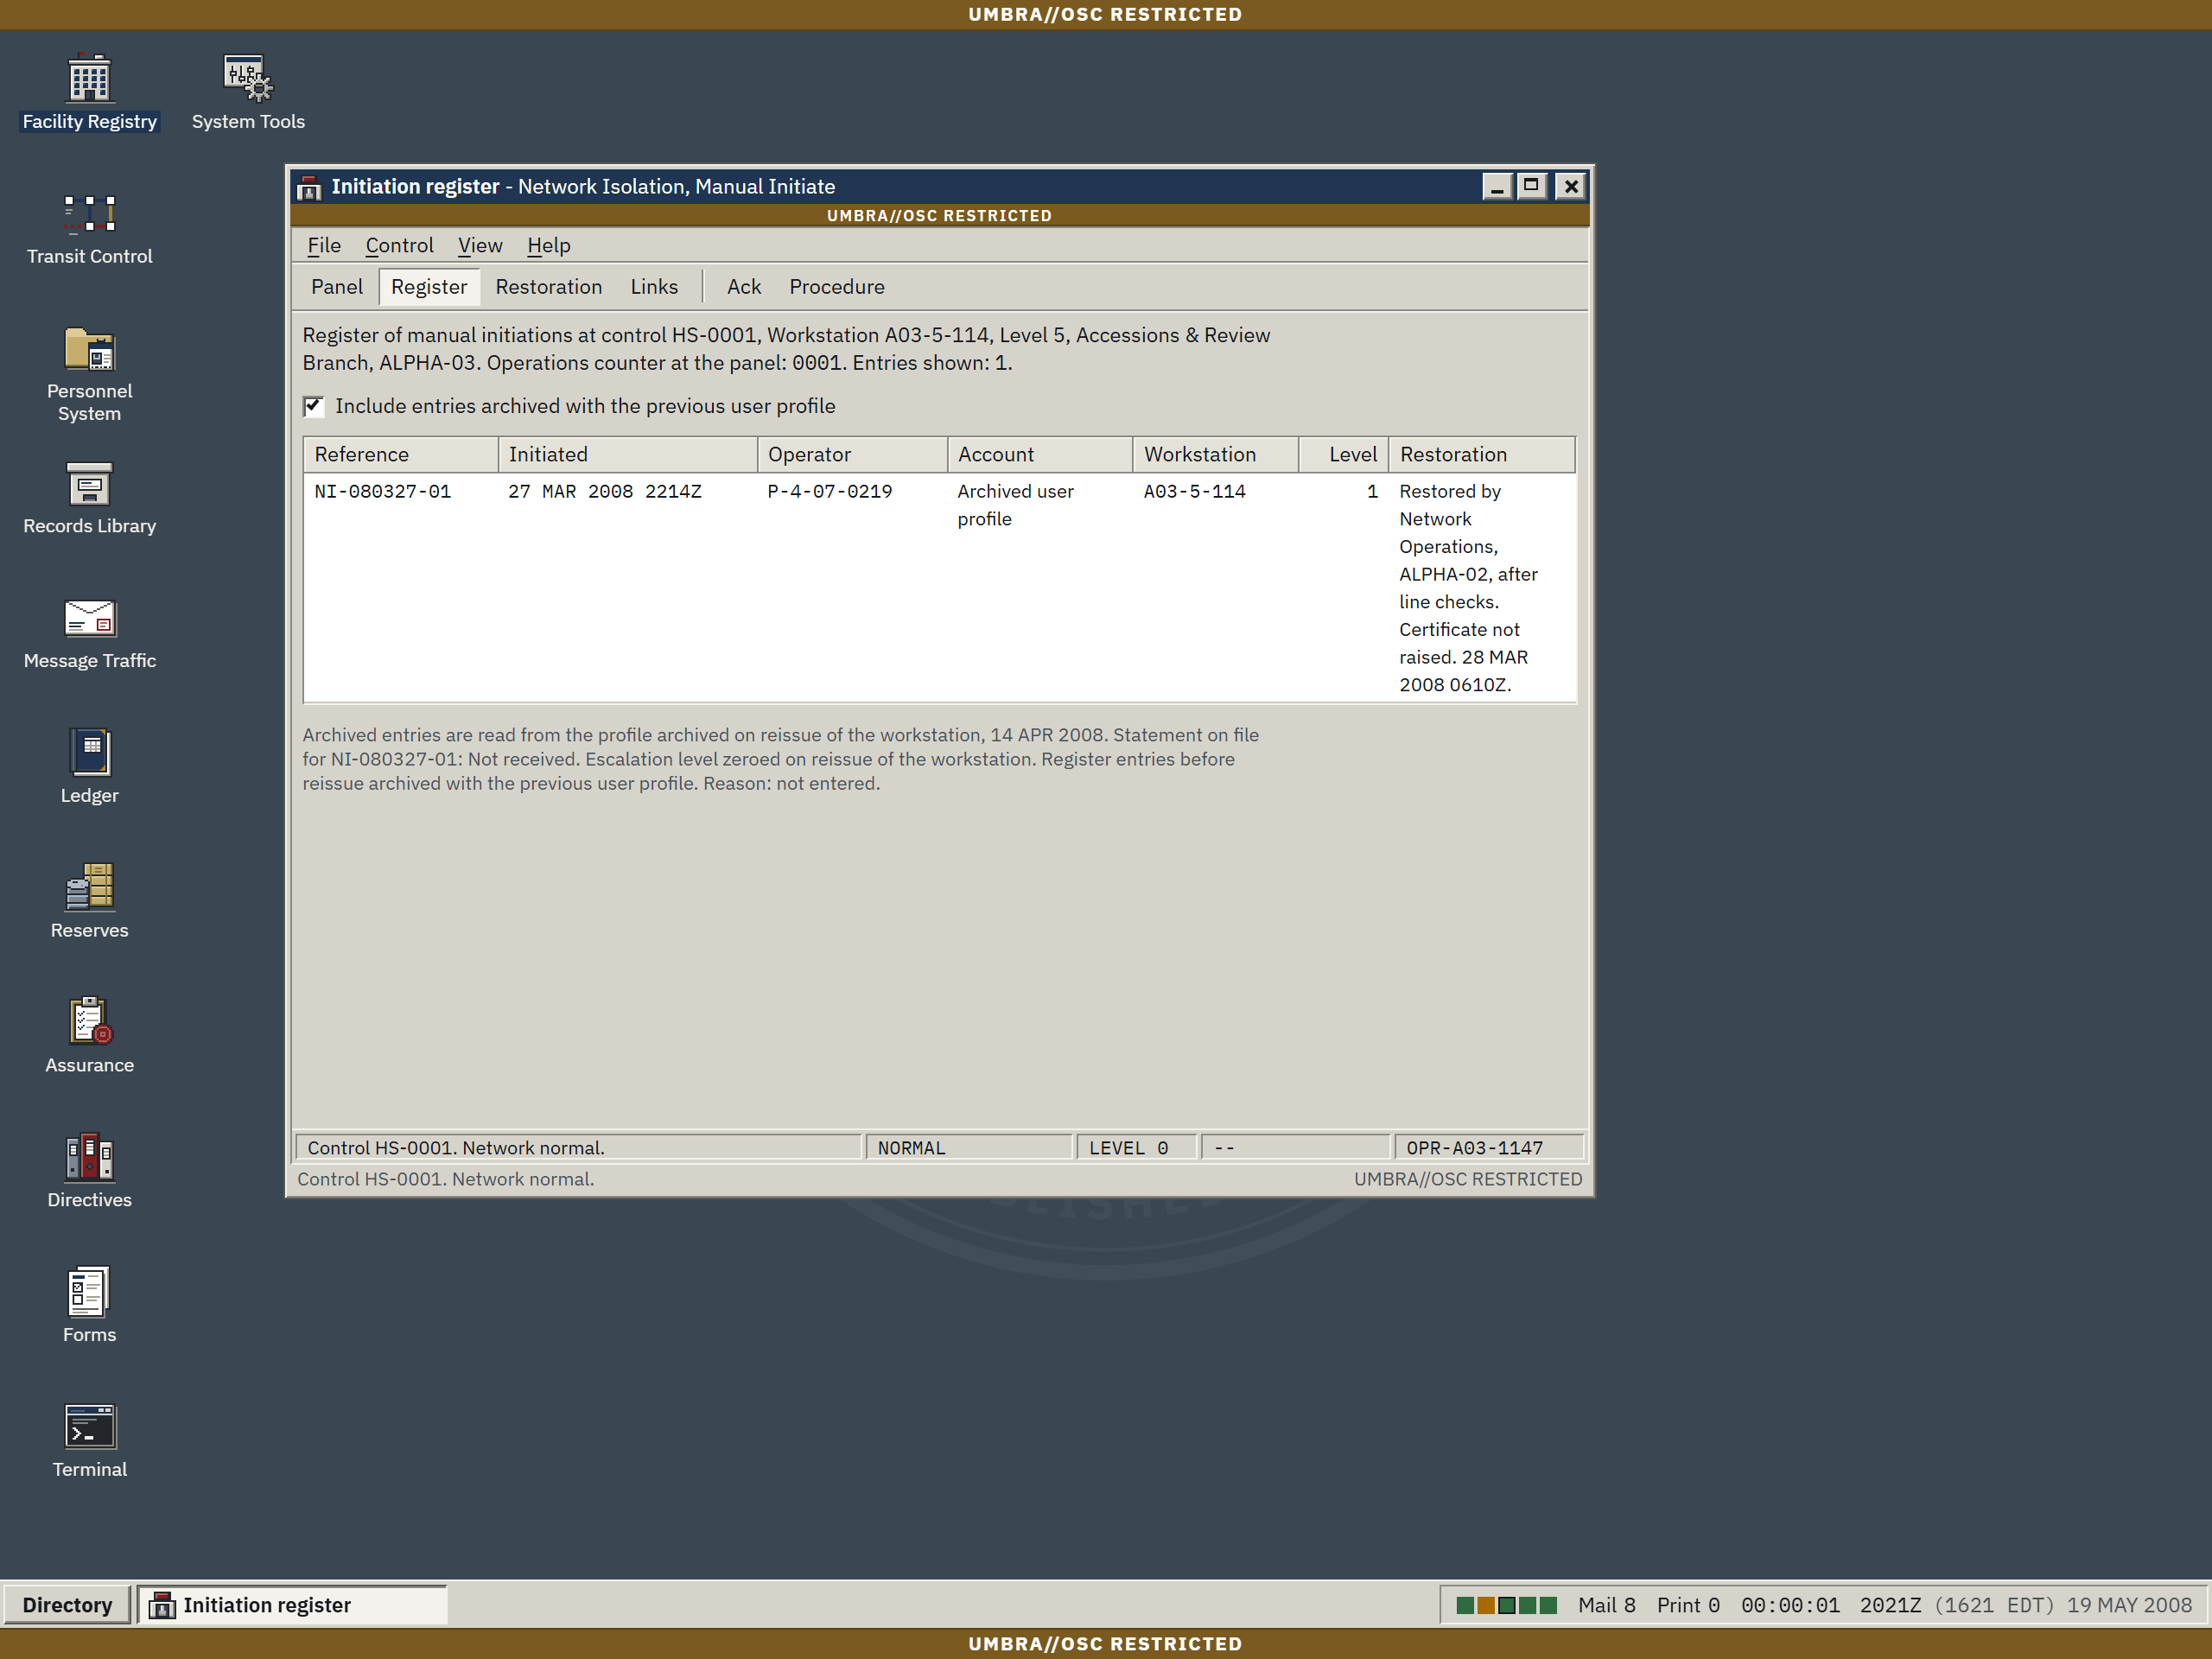 UMBRA//OSC RESTRICTED
Facility Registry
System Tools
Transit Control
Personnel
System
Records Library
Message Traffic
Ledger
Reserves
Assurance
Directives
Forms
Terminal
Initiation register - Network Isolation, Manual Initiate
UMBRA//OSC RESTRICTED
File Control View Help
Panel Register Restoration Links Ack Procedure
Register of manual initiations at control HS-0001, Workstation A03-5-114, Level 5, Accessions & Review
Branch, ALPHA-03. Operations counter at the panel: 0001. Entries shown: 1.
Include entries archived with the previous user profile
Reference Initiated Operator Account Workstation Level Restoration
NI-080327-01 27 MAR 2008 2214Z P-4-07-0219 Archived user A03-5-114 1 Restored by
profile Network
Operations,
ALPHA-02, after
line checks.
Certificate not
raised. 28 MAR
2008 0610Z.
Archived entries are read from the profile archived on reissue of the workstation, 14 APR 2008. Statement on file
for NI-080327-01: Not received. Escalation level zeroed on reissue of the workstation. Register entries before
reissue archived with the previous user profile. Reason: not entered.
Control HS-0001. Network normal. NORMAL LEVEL 0 -- OPR-A03-1147
Control HS-0001. Network normal. UMBRA//OSC RESTRICTED
Directory Initiation register Mail 8 Print 0 00:00:01 2021Z (1621 EDT) 19 MAY 2008
UMBRA//OSC RESTRICTED